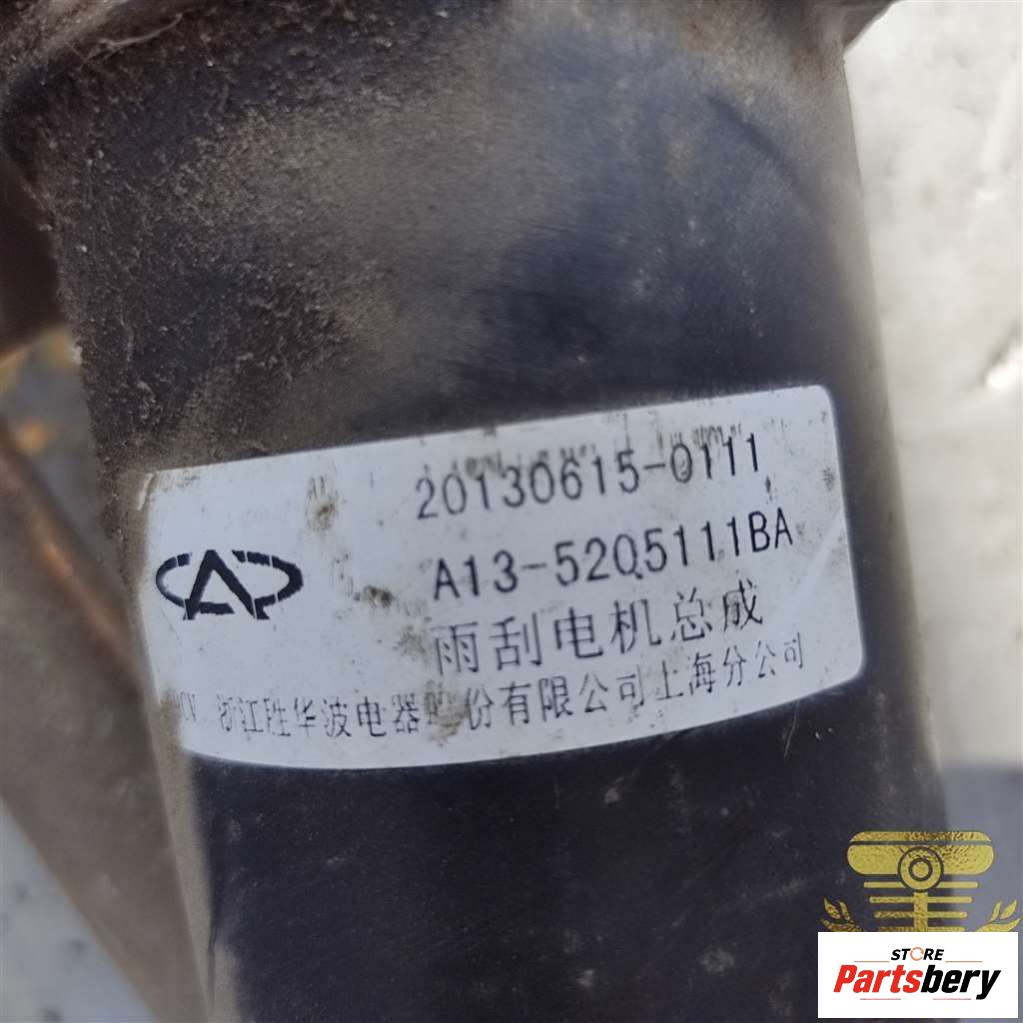 20130615-0111
A13-5205111BA
雨刮电机总成
浙江胜华波电器股份有限公司上海分公司
STORE
Partsbery